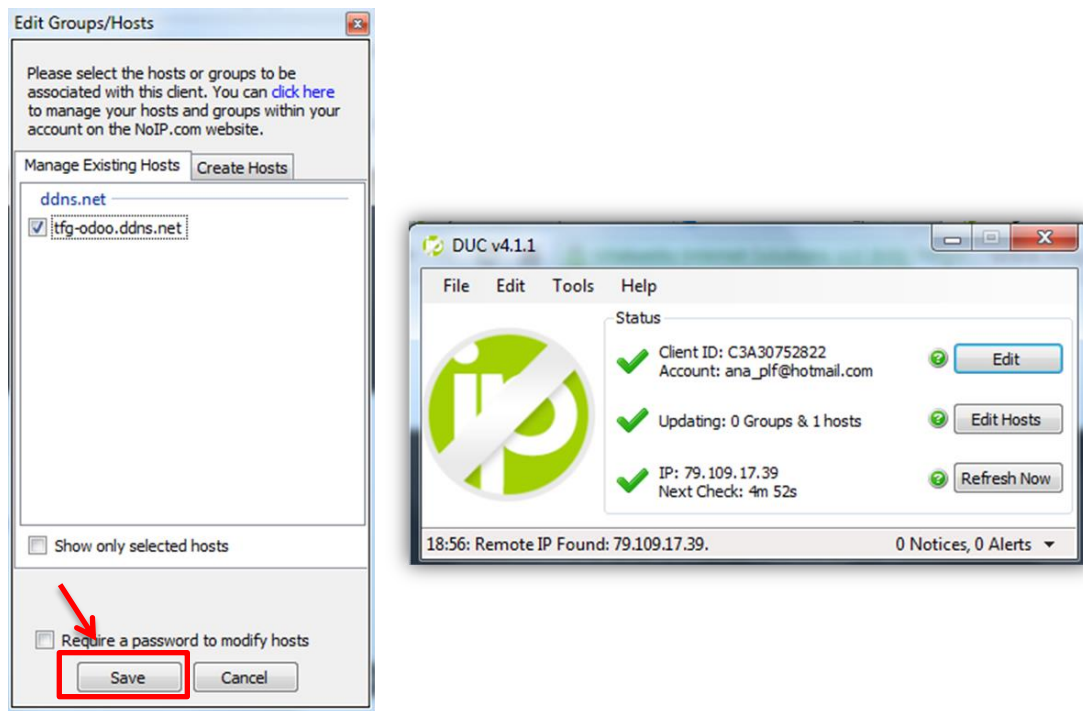 Edit Groups/Hosts
Please select the hosts or groups to be
associated with this client. You can click here
to manage your hosts and groups within your
account on the NoIP.com website.
Manage Existing Hosts
Create Hosts
ddns.net
tfg-odoo.ddns.net
Show only selected hosts
Require a password to modify hosts
Save
Cancel
DUC v4.1.1
File Edit Tools Help
ip
Status
Client ID: C3A30752822
Account: ana_plf@hotmail.com
Edit
Updating: 0 Groups & 1 hosts
Edit Hosts
IP: 79.109.17.39
Next Check: 4m 52s
Refresh Now
18:56: Remote IP Found: 79.109.17.39.
0 Notices, 0 Alerts